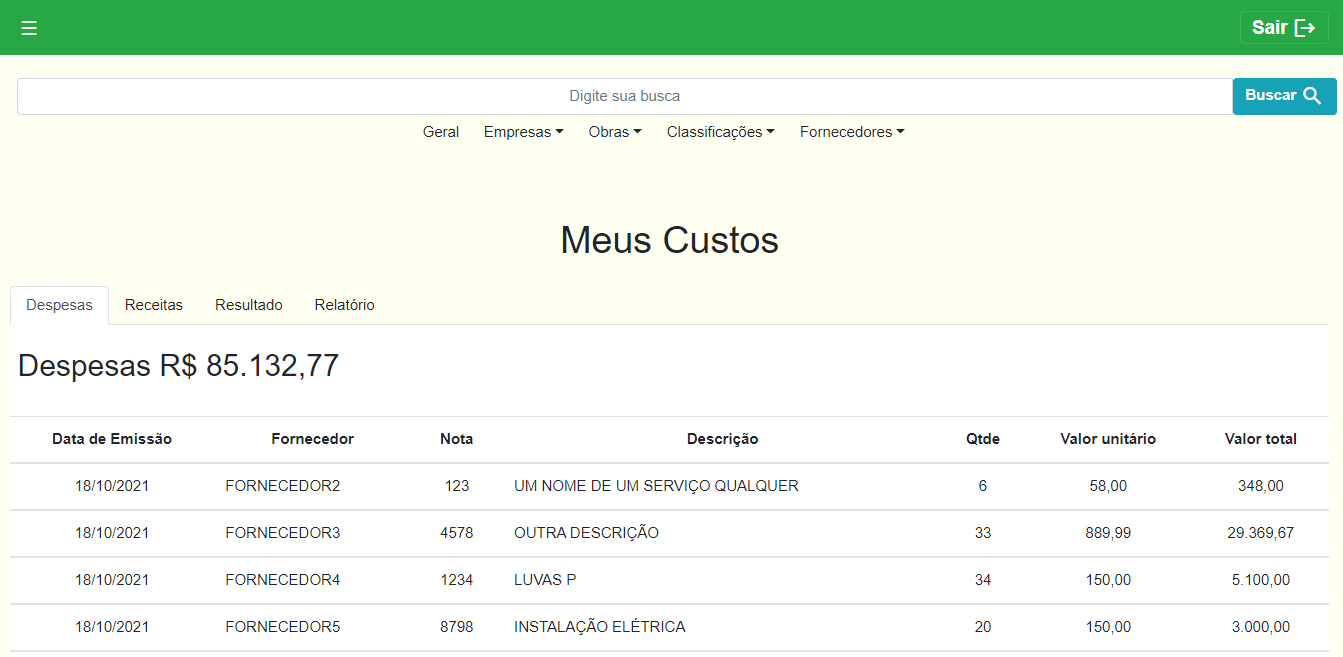 Sair
Digite sua busca
Buscar
Geral Empresas Obras Classificações Fornecedores
Meus Custos
Despesas Receitas Resultado Relatório
Despesas R$ 85.132,77
Data de Emissão Fornecedor Nota Descrição Qtde Valor unitário Valor total
18/10/2021 FORNECEDOR2 123 UM NOME DE UM SERVIÇO QUALQUER 6 58,00 348,00
18/10/2021 FORNECEDOR3 4578 OUTRA DESCRIÇÃO 33 889,99 29.369,67
18/10/2021 FORNECEDOR4 1234 LUVAS P 34 150,00 5.100,00
18/10/2021 FORNECEDOR5 8798 INSTALAÇÃO ELÉTRICA 20 150,00 3.000,00